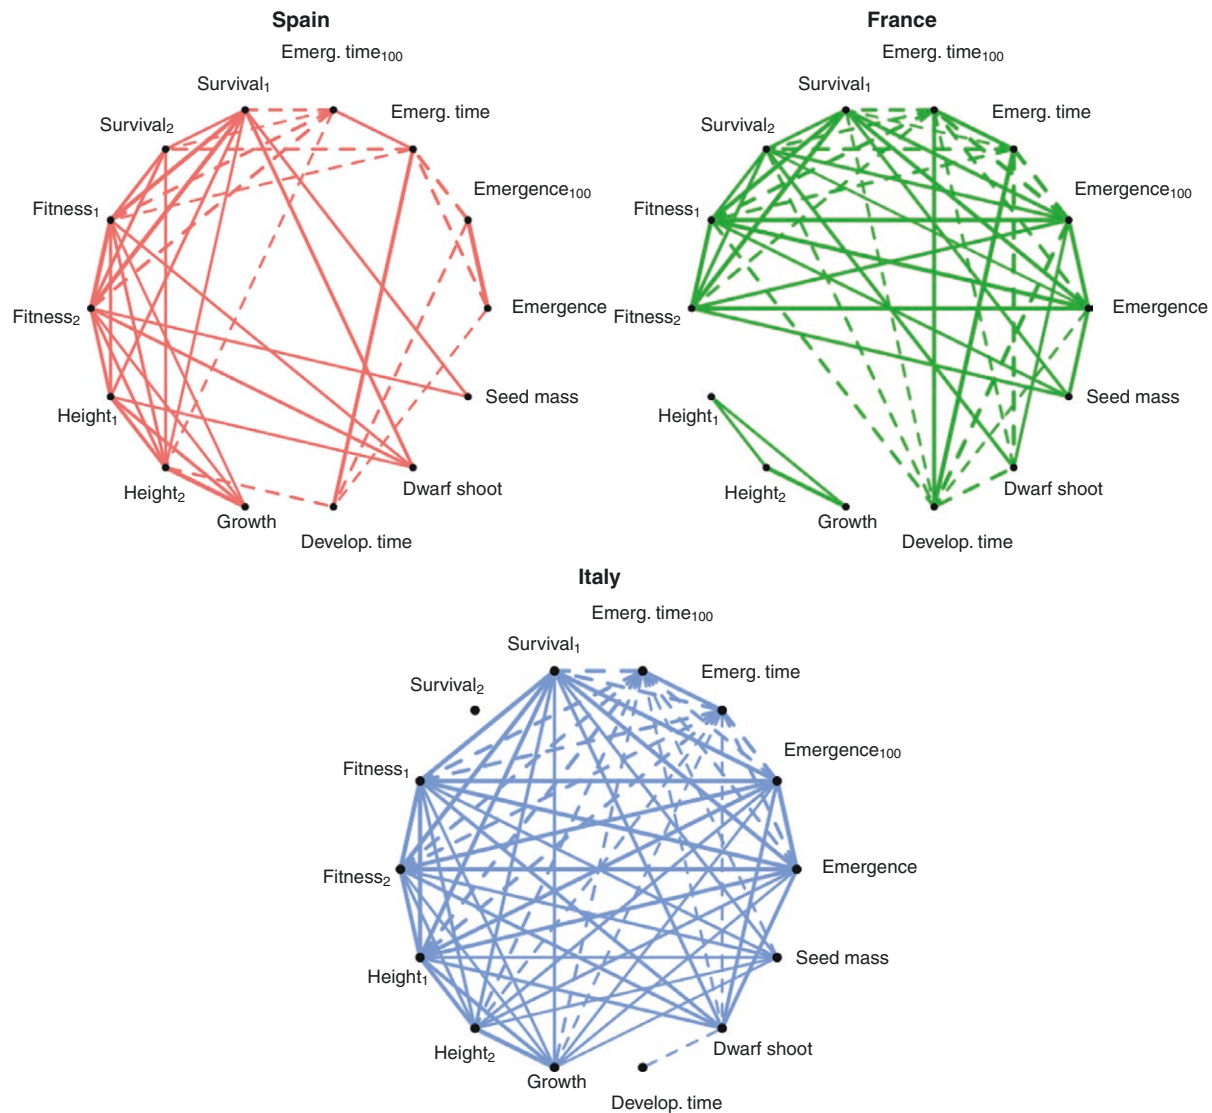 Spain
Emerg. time₁₀₀
Survival₁
Emerg. time
Survival₂
Emergence₁₀₀
Fitness₁
Emergence
Fitness₂
Seed mass
Height₁
Dwarf shoot
Height₂
Growth
Develop. time
France
Emerg. time₁₀₀
Survival₁
Emerg. time
Survival₂
Emergence₁₀₀
Fitness₁
Emergence
Fitness₂
Seed mass
Height₁
Dwarf shoot
Height₂
Growth
Develop. time
Italy
Emerg. time₁₀₀
Survival₁
Emerg. time
Survival₂
Emergence₁₀₀
Fitness₁
Emergence
Fitness₂
Seed mass
Height₁
Dwarf shoot
Height₂
Growth
Develop. time